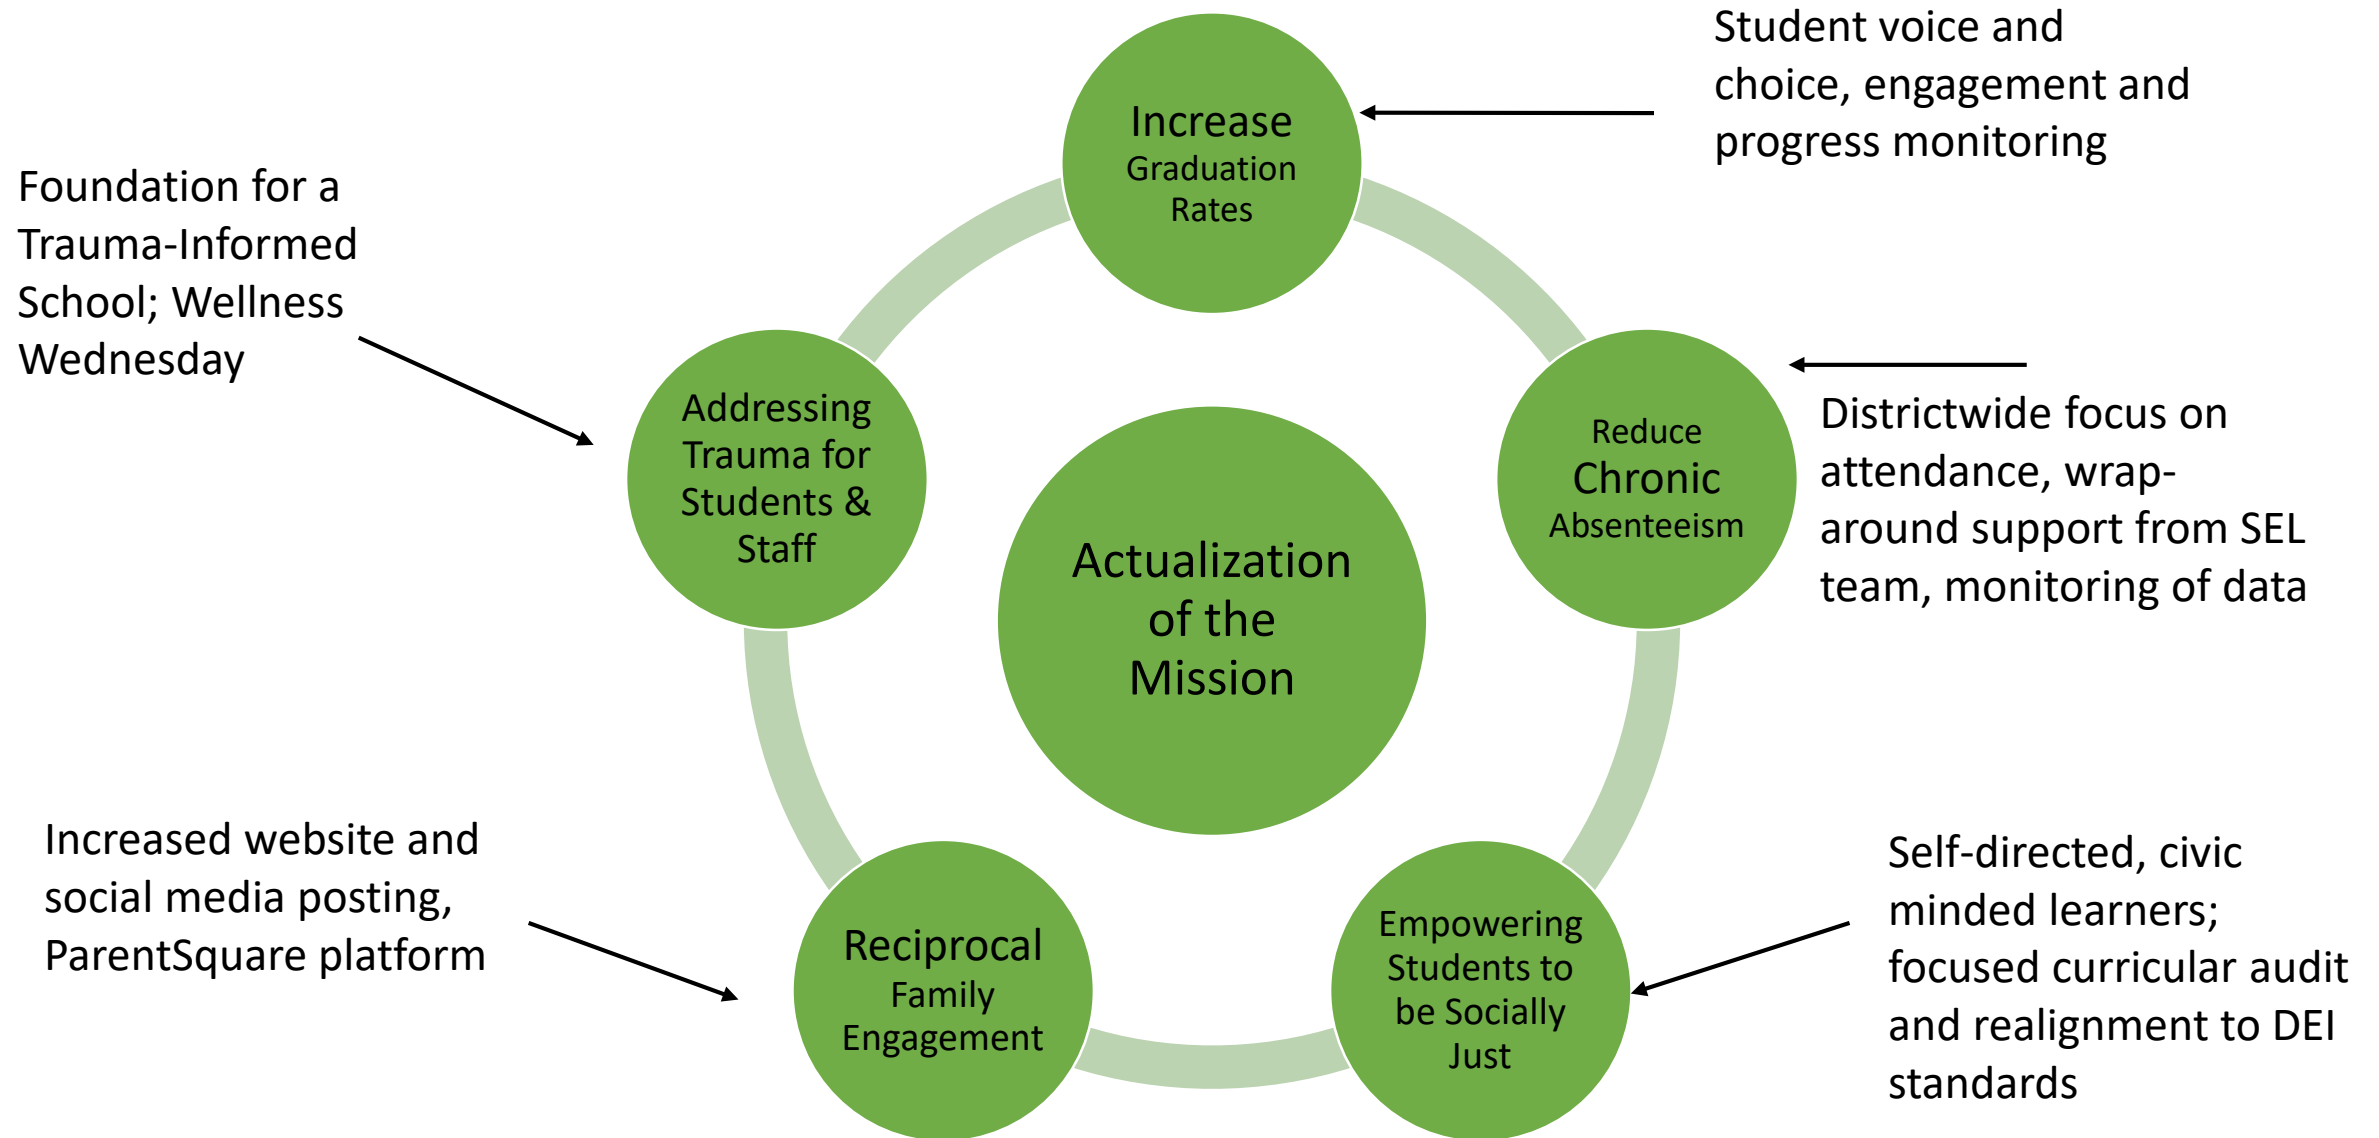 Student voice and
choice, engagement and
progress monitoring
Increase
Graduation
Rates
Foundation for a
Trauma-Informed
School; Wellness
Wednesday
Addressing
Trauma for
Students &
Staff
Reduce
Chronic
Absenteeism
Districtwide focus on
attendance, wrap-
around support from SEL
team, monitoring of data
Actualization
of the
Mission
Increased website and
social media posting,
ParentSquare platform
Reciprocal
Family
Engagement
Empowering
Students to
be Socially
Just
Self-directed, civic
minded learners;
focused curricular audit
and realignment to DEI
standards